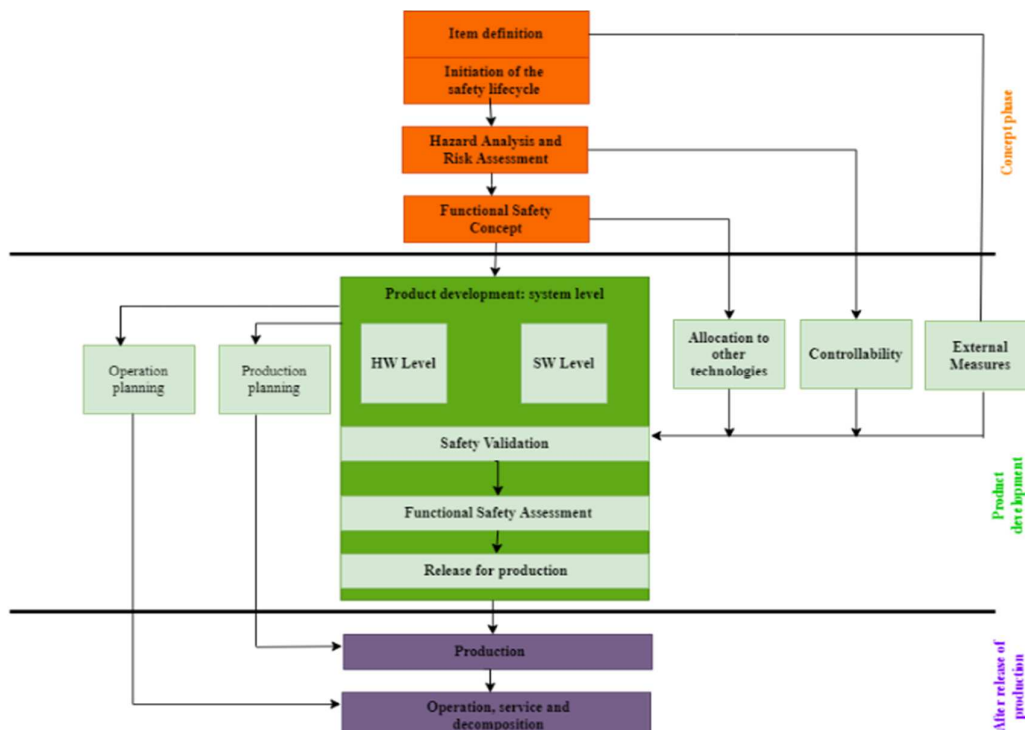 Item definition
Initiation of the
safety lifecycle
Hazard Analysis and
Risk Assessment
Functional Safety
Concept
Concept phase
Product development: system level
HW Level
SW Level
Operation
planning
Production
planning
Allocation to
other
technologies
Controllability
External
Measures
Safety Validation
Functional Safety Assessment
Release for production
Product
development
Production
Operation, service and
decomposition
After release of
production